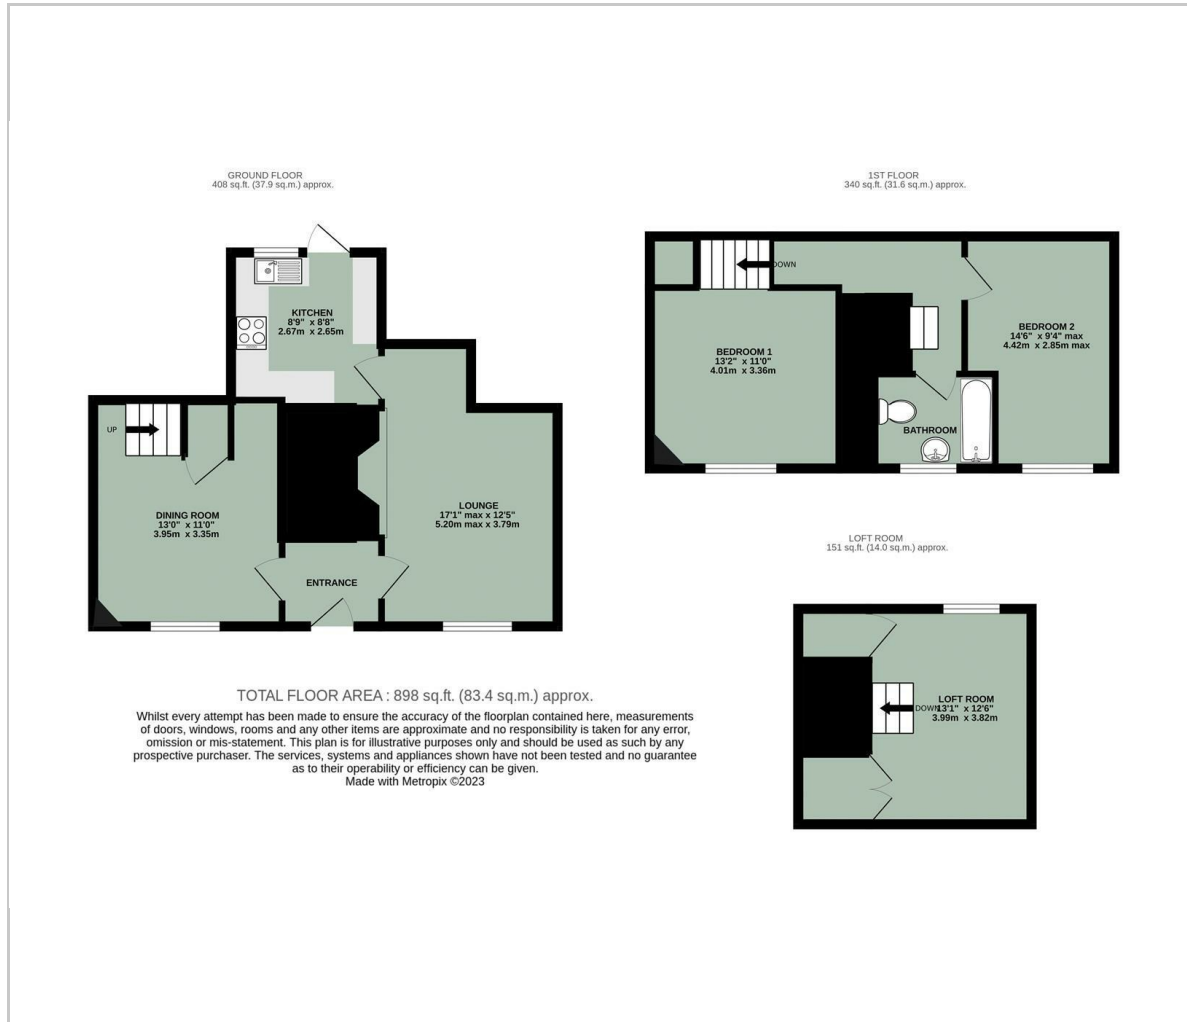 GROUND FLOOR
408 sq.ft. (37.9 sq.m.) approx.
KITCHEN
8'9" x 8'8"
2.67m x 2.65m
UP
DINING ROOM
13'0" x 11'0"
3.95m x 3.35m
LOUNGE
17'1" max x 12'5"
5.20m max x 3.79m
ENTRANCE
1ST FLOOR
340 sq.ft. (31.6 sq.m.) approx.
DOWN
BEDROOM 1
13'2" x 11'0"
4.01m x 3.36m
BEDROOM 2
14'6" x 9'4" max
4.42m x 2.85m max
BATHROOM
LOFT ROOM
151 sq.ft. (14.0 sq.m.) approx.
LOFT ROOM
DOWN
13'1" x 12'6"
3.99m x 3.82m
TOTAL FLOOR AREA : 898 sq.ft. (83.4 sq.m.) approx.
Whilst every attempt has been made to ensure the accuracy of the floorplan contained here, measurements
of doors, windows, rooms and any other items are approximate and no responsibility is taken for any error,
omission or mis-statement. This plan is for illustrative purposes only and should be used as such by any
prospective purchaser. The services, systems and appliances shown have not been tested and no guarantee
as to their operability or efficiency can be given.
Made with Metropix ©2023